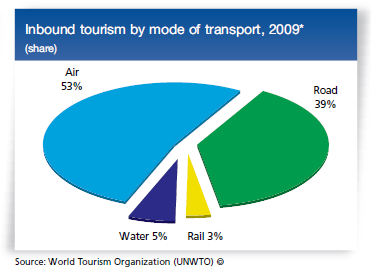 Inbound tourism by mode of transport, 2009*
(share)
Air
53%
Road
39%
Water 5%
Rail 3%
Source: World Tourism Organization (UNWTO) ©